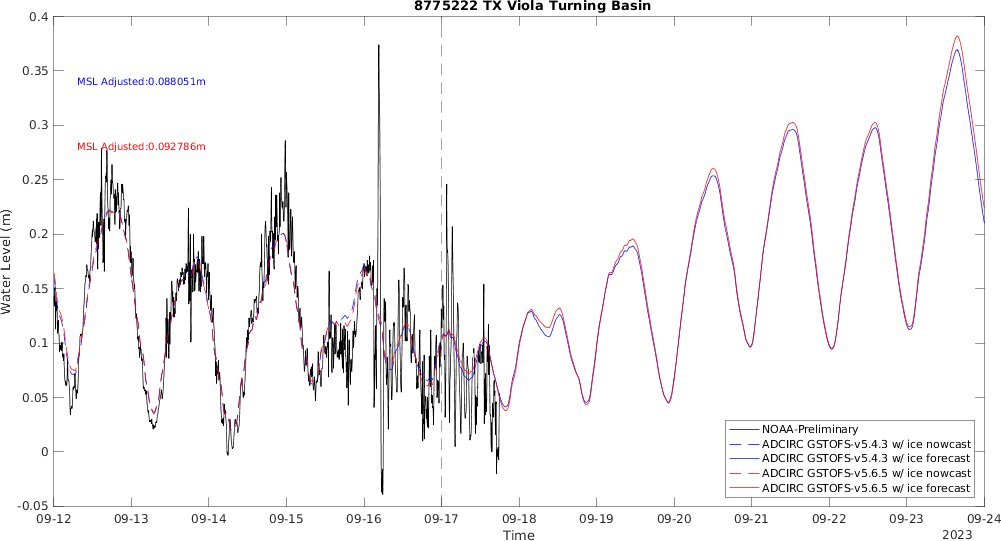 8775222 TX Viola Turning Basin
Water Level (m)
0.4
0.35
0.3
0.25
0.2
0.15
0.1
0.05
0
-0.05
MSL Adjusted:0.088051m
MSL Adjusted:0.092786m
NOAA-Preliminary
ADCIRC GSTOFS-v5.4.3 w/ ice nowcast
ADCIRC GSTOFS-v5.4.3 w/ ice forecast
ADCIRC GSTOFS-v5.6.5 w/ ice nowcast
ADCIRC GSTOFS-v5.6.5 w/ ice forecast
09-12 09-13 09-14 09-15 09-16 09-17 09-18 09-19 09-20 09-21 09-22 09-23 09-24
Time
2023